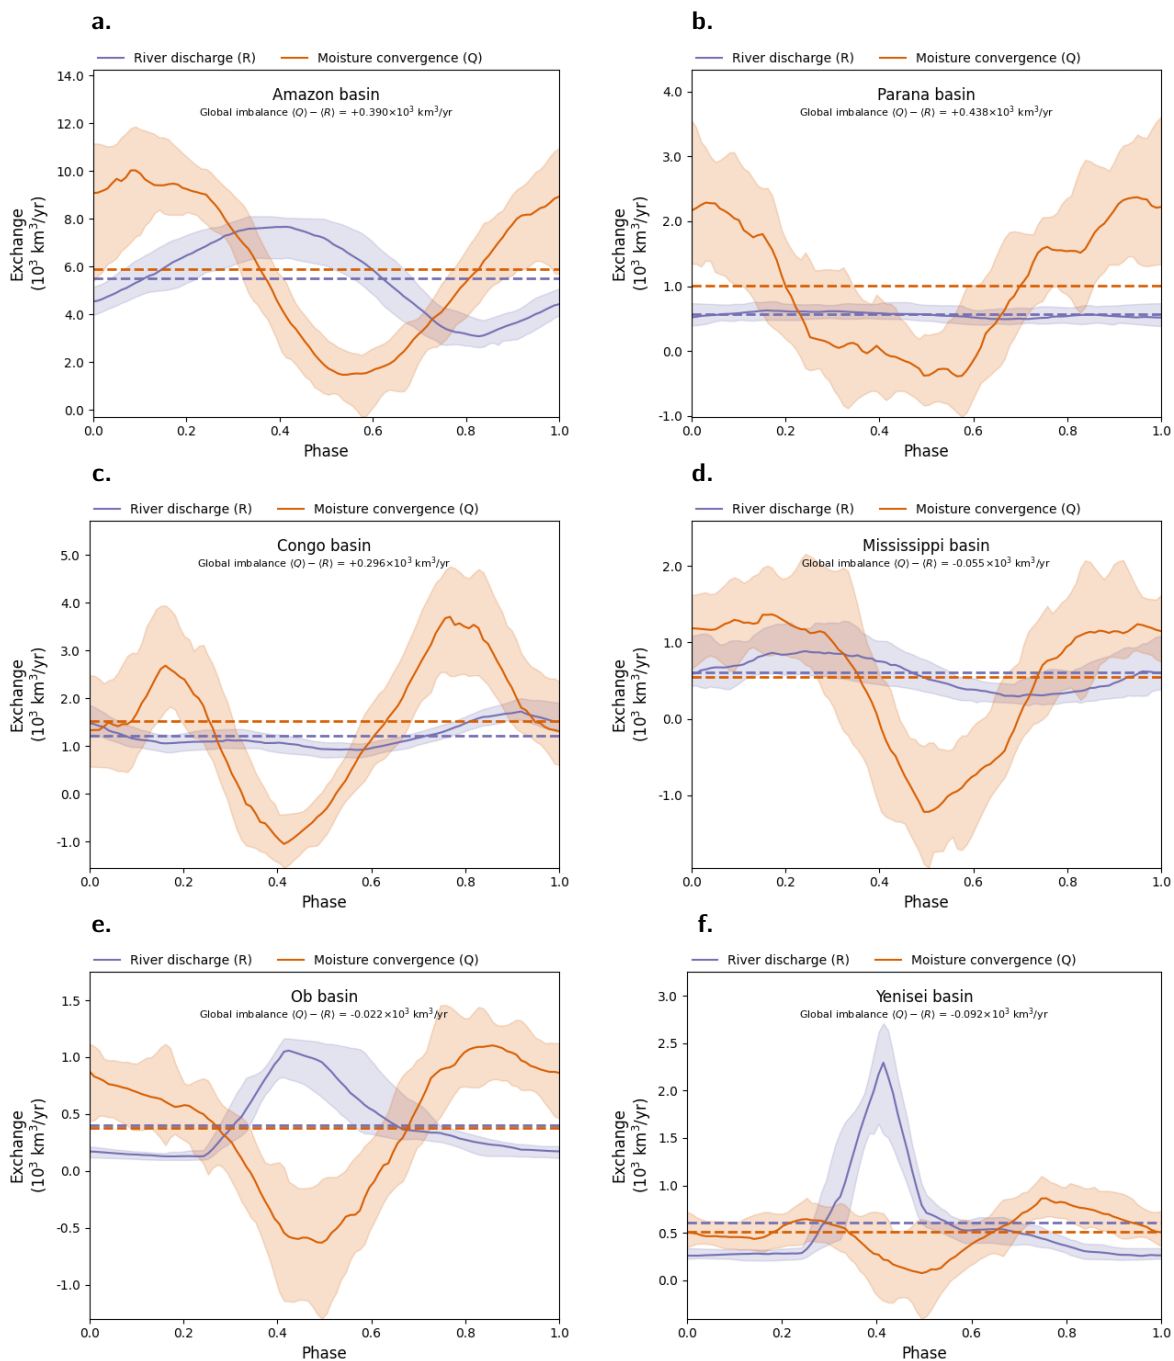 a.
River discharge (R) Moisture convergence (Q)
Amazon basin
Global imbalance ⟨Q⟩ − ⟨R⟩ = +0.390×10³ km³/yr
14.0
12.0
10.0
8.0
6.0
4.0
2.0
0.0
Exchange
(10³ km³/yr)
0.0 0.2 0.4 0.6 0.8 1.0
Phase
b.
River discharge (R) Moisture convergence (Q)
Parana basin
Global imbalance ⟨Q⟩ − ⟨R⟩ = +0.438×10³ km³/yr
4.0
3.0
2.0
1.0
0.0
-1.0
Exchange
(10³ km³/yr)
0.0 0.2 0.4 0.6 0.8 1.0
Phase
c.
River discharge (R) Moisture convergence (Q)
Congo basin
Global imbalance ⟨Q⟩ − ⟨R⟩ = +0.296×10³ km³/yr
5.0
4.0
3.0
2.0
1.0
0.0
-1.0
Exchange
(10³ km³/yr)
0.0 0.2 0.4 0.6 0.8 1.0
Phase
d.
River discharge (R) Moisture convergence (Q)
Mississippi basin
Global imbalance ⟨Q⟩ − ⟨R⟩ = -0.055×10³ km³/yr
2.0
1.0
0.0
-1.0
Exchange
(10³ km³/yr)
0.0 0.2 0.4 0.6 0.8 1.0
Phase
e.
River discharge (R) Moisture convergence (Q)
Ob basin
Global imbalance ⟨Q⟩ − ⟨R⟩ = -0.022×10³ km³/yr
1.5
1.0
0.5
0.0
-0.5
-1.0
Exchange
(10³ km³/yr)
0.0 0.2 0.4 0.6 0.8 1.0
Phase
f.
River discharge (R) Moisture convergence (Q)
Yenisei basin
Global imbalance ⟨Q⟩ − ⟨R⟩ = -0.092×10³ km³/yr
3.0
2.5
2.0
1.5
1.0
0.5
0.0
Exchange
(10³ km³/yr)
0.0 0.2 0.4 0.6 0.8 1.0
Phase